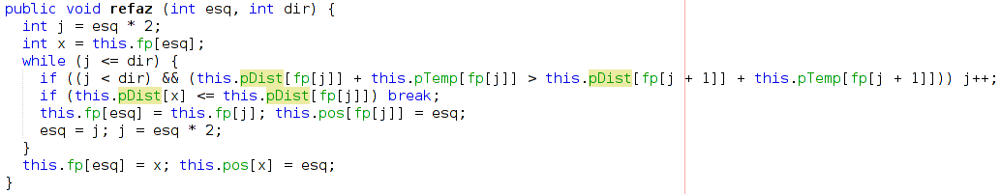 public void refaz (int esq, int dir) {
  int j = esq * 2;
  int x = this.fp[esq];
  while (j <= dir) {
    if ((j < dir) && (this.pDist[fp[j]] + this.pTemp[fp[j]] > this.pDist[fp[j + 1]] + this.pTemp[fp[j + 1]])) j++;
    if (this.pDist[x] <= this.pDist[fp[j]]) break;
    this.fp[esq] = this.fp[j]; this.pos[fp[j]] = esq;
    esq = j; j = esq * 2;
  }
  this.fp[esq] = x; this.pos[x] = esq;
}